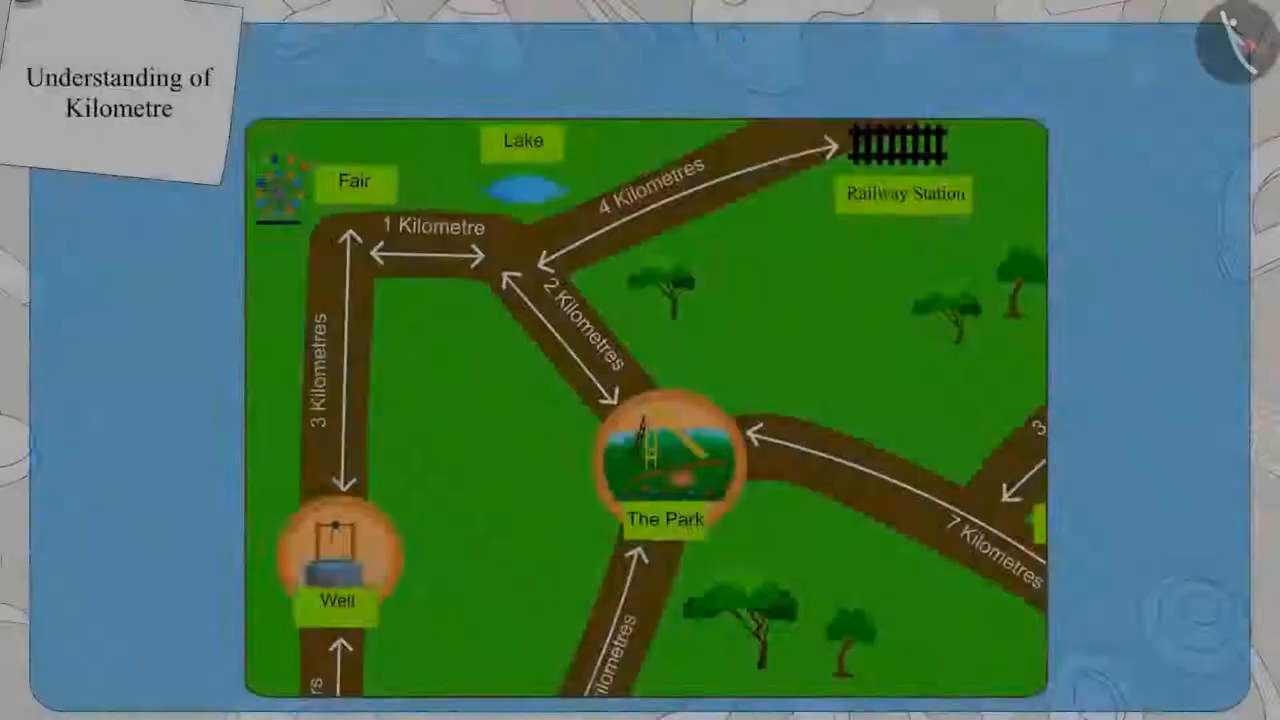 Understanding of
Kilometre
Lake
Fair
4 Kilometres
Railway Station
1 Kilometre
2 Kilometres
3 Kilometres
3
The Park
7 Kilometres
Well